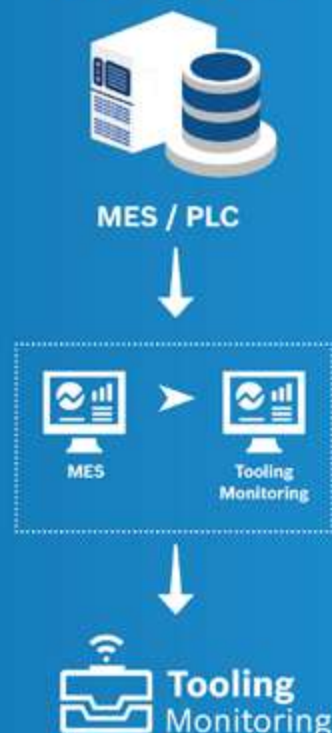 MES / PLC
MES
Tooling
Monitoring
Tooling
Monitoring